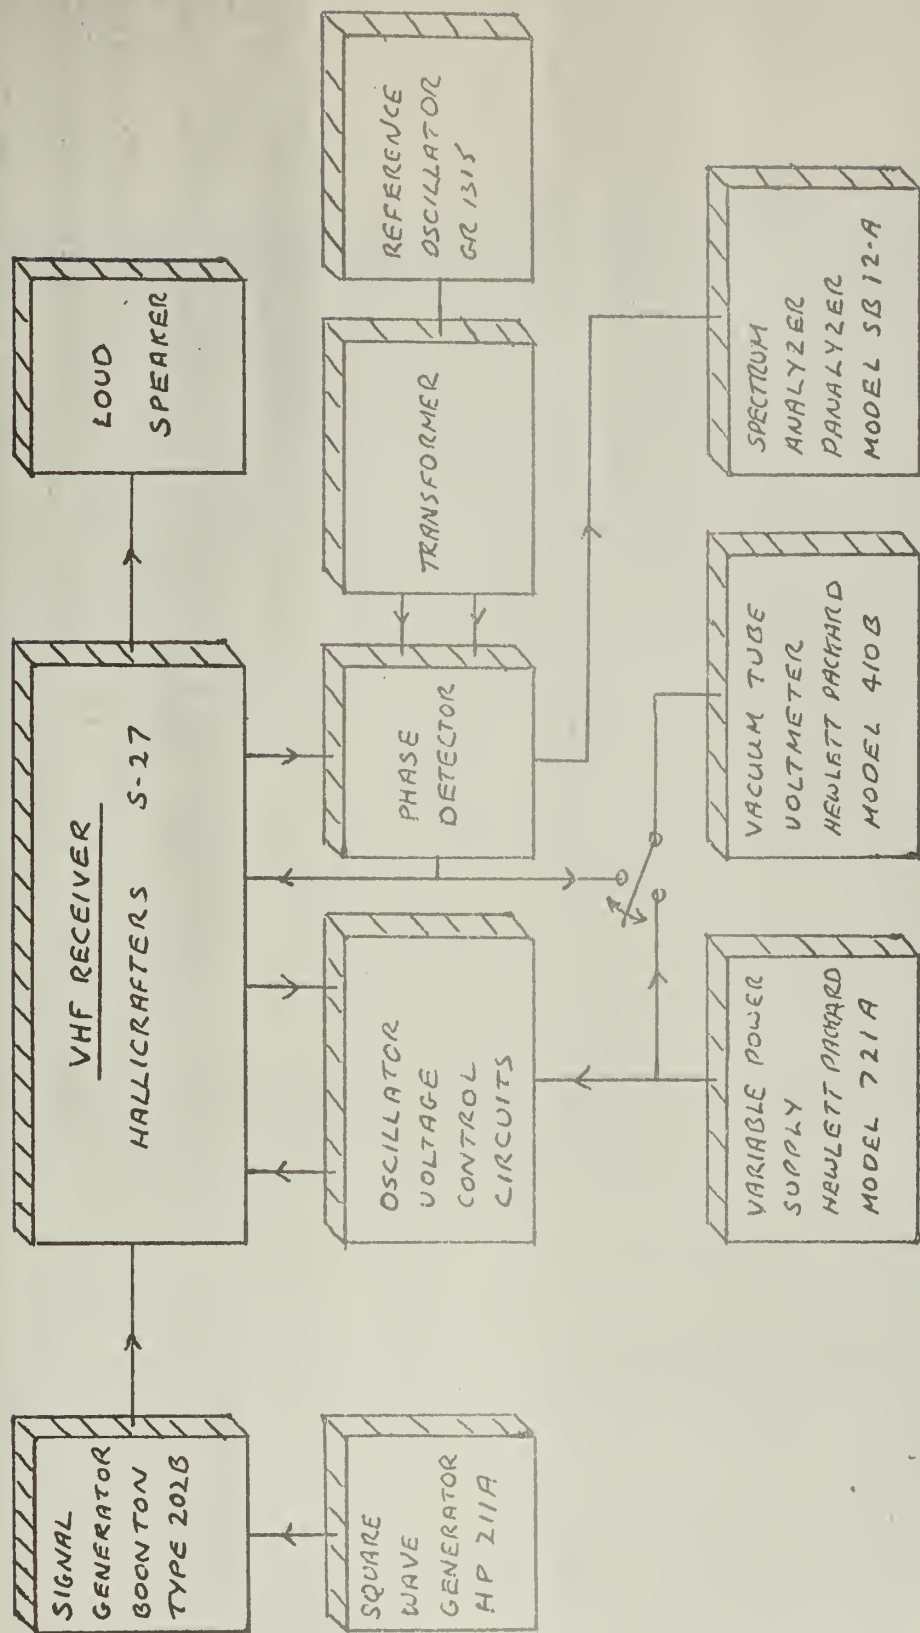 SIGNAL
GENERATOR
BOONTON
TYPE 202B
VHF RECEIVER
HALLICRAFTERS S-27
LOUD
SPEAKER
SQUARE
WAVE
GENERATOR
HP 211A
OSCILLATOR
VOLTAGE
CONTROL
CIRCUITS
PHASE
DETECTOR
TRANSFORMER
REFERENCE
OSCILLATOR
GR 1315
VARIABLE POWER
SUPPLY
HEWLETT PACKARD
MODEL 721A
VACUUM TUBE
VOLTMETER
HEWLETT PACKARD
MODEL 410B
SPECTRUM
ANALYZER
PANALYZER
MODEL SB 12-A